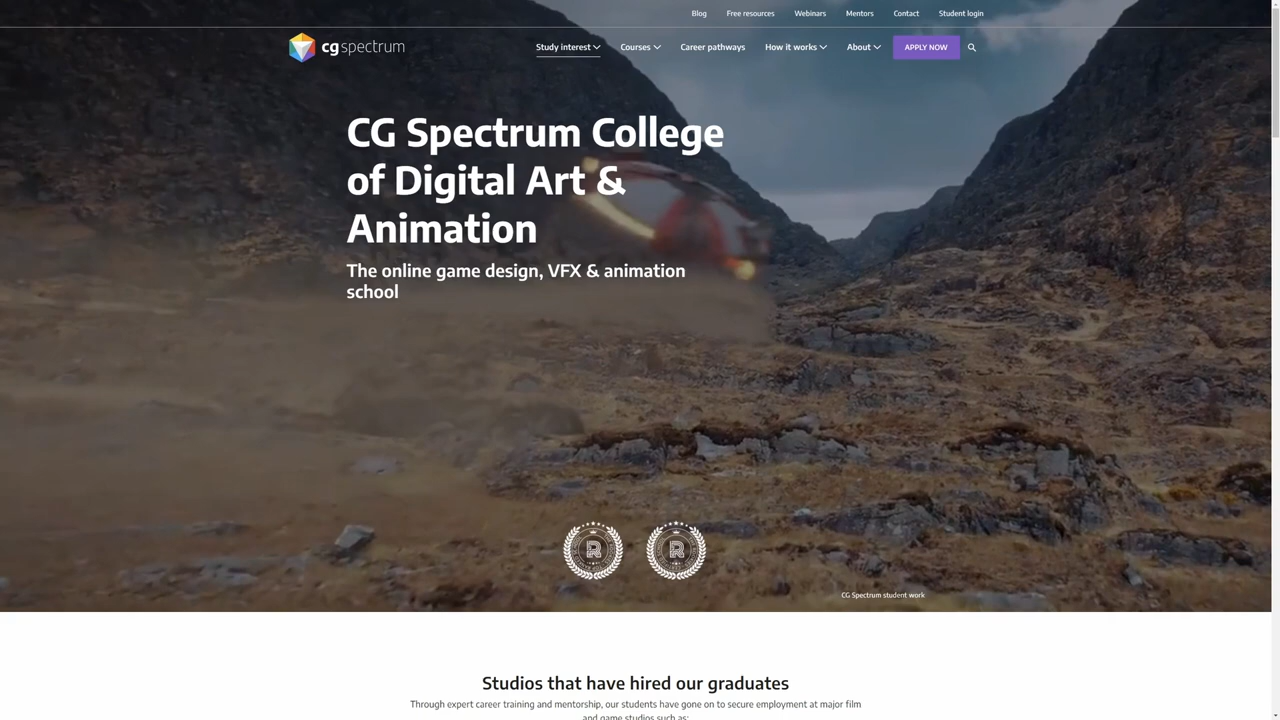 Blog Free resources Webinars Mentors Contact Student login
cg spectrum
Study interest Courses Career pathways How it works About APPLY NOW
CG Spectrum College
of Digital Art &
Animation
The online game design, VFX & animation
school
R R
CG Spectrum student work
Studios that have hired our graduates
Through expert career training and mentorship, our students have gone on to secure employment at major film
and game studios such as: